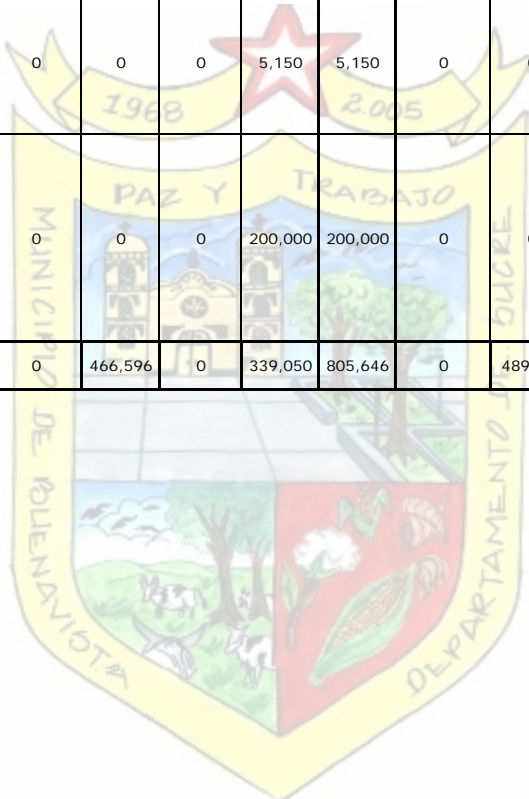 0 0 0 5,150 5,150 0
1968 2.005
PAZ Y TRABAJO
0 0 0 200,000 200,000 0
0 466,596 0 339,050 805,646 0 489
MUNICIPIO DE BUENAVISTA
DEPARTAMENTO DE SUCRE